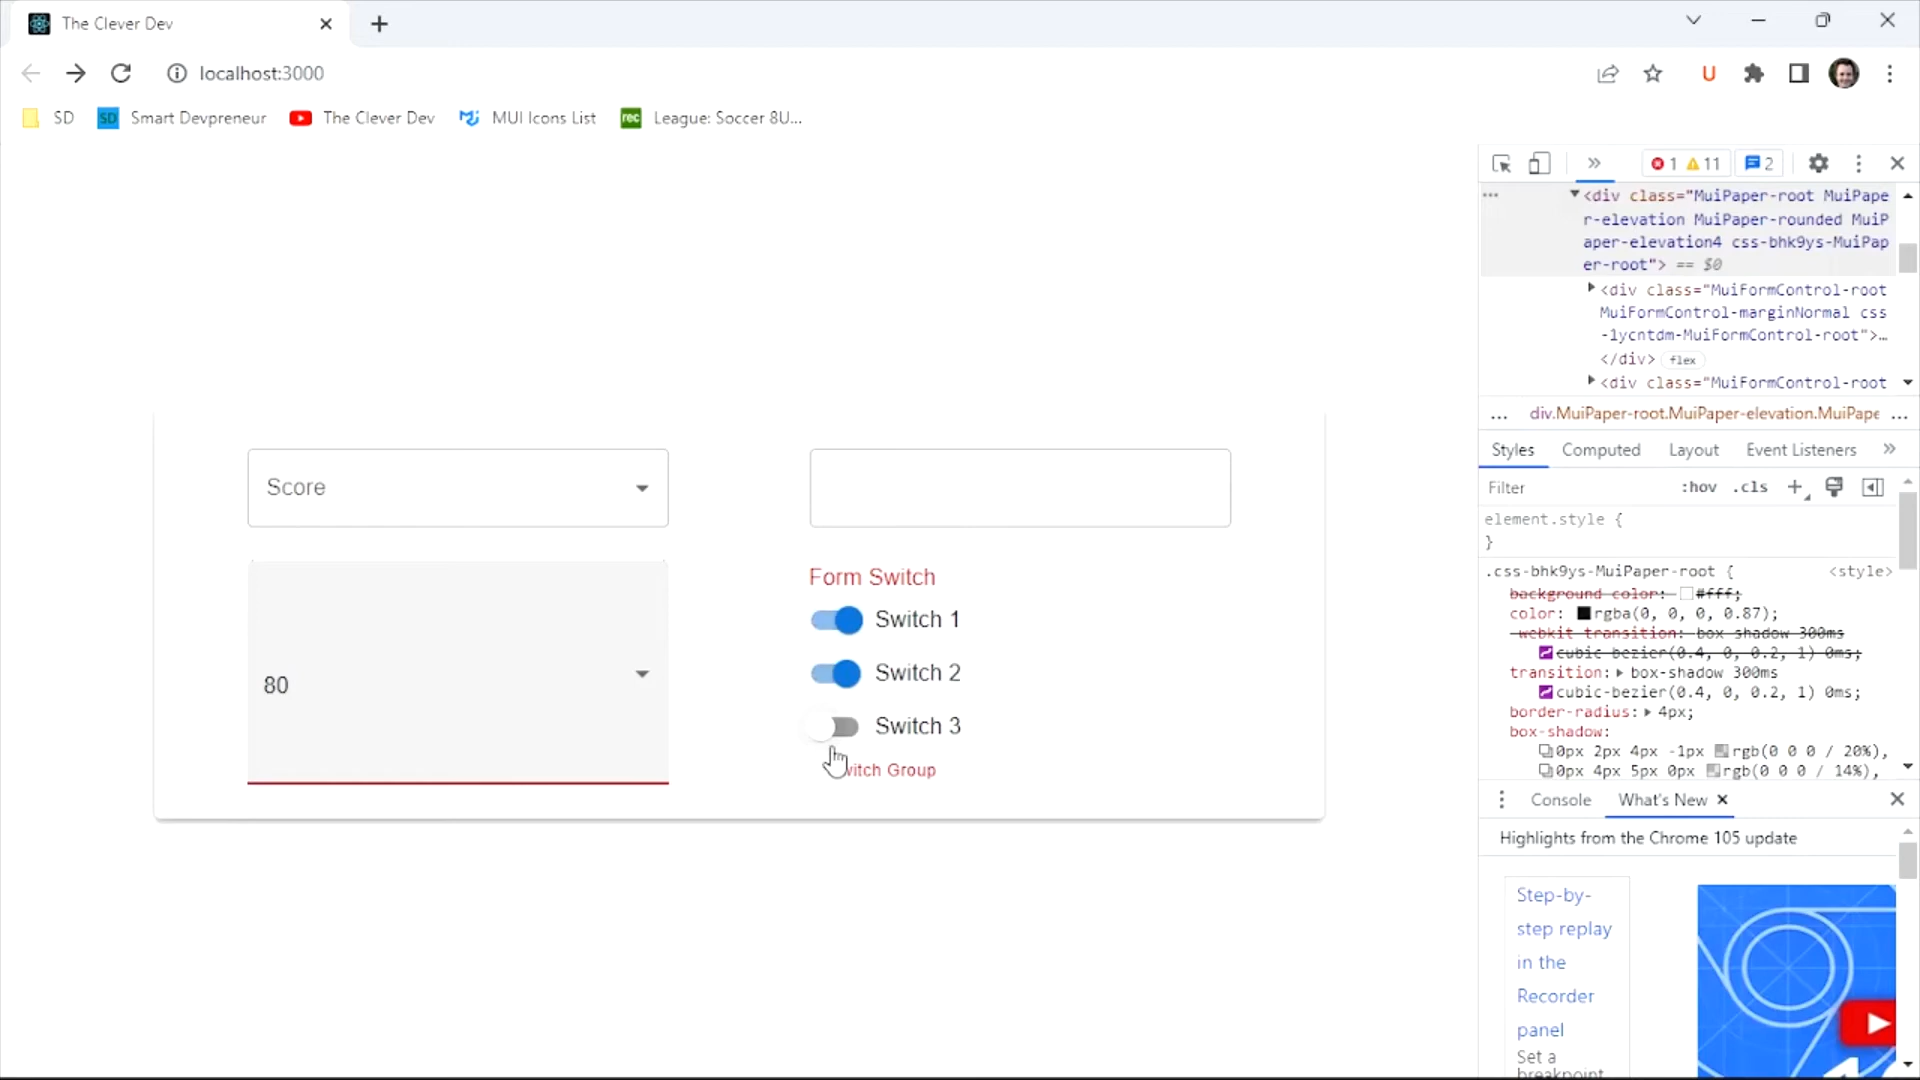 The Clever Dev
localhost:3000
U
SD
SD Smart Devpreneur
The Clever Dev
MUI Icons List
rec League: Soccer 8U...
1 11 2
<div class="MuiPaper-root MuiPape
r-elevation MuiPaper-rounded MuiP
aper-elevation4 css-bhk9ys-MuiPap
er-root"> == $0
<div class="MuiFormControl-root
MuiFormControl-marginNormal css
-1ycntdm-MuiFormControl-root">…
</div> flex
<div class="MuiFormControl-root
... div.MuiPaper-root.MuiPaper-elevation.MuiPape ...
Styles Computed Layout Event Listeners
Filter :hov .cls
element.style {
}
.css-bhk9ys-MuiPaper-root { <style>
background-color: #fff;
color: rgba(0, 0, 0, 0.87);
-webkit-transition: box-shadow 300ms
cubic-bezier(0.4, 0, 0.2, 1) 0ms;
transition: box-shadow 300ms
cubic-bezier(0.4, 0, 0.2, 1) 0ms;
border-radius: 4px;
box-shadow:
0px 2px 4px -1px rgb(0 0 0 / 20%),
0px 4px 5px 0px rgb(0 0 0 / 14%),
Console What's New
Highlights from the Chrome 105 update
Step-by-
step replay
in the
Recorder
panel
Set a
breakpoint
Score
80
Form Switch
Switch 1
Switch 2
Switch 3
witch Group